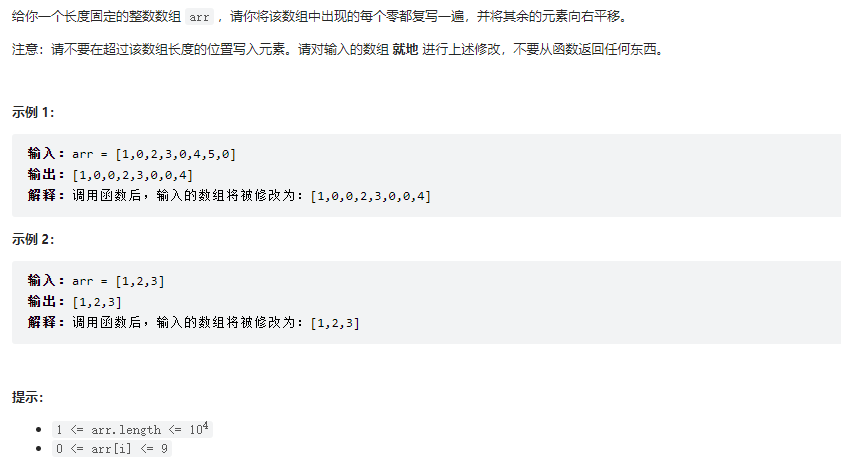 给你一个长度固定的整数数组 arr ，请你将该数组中出现的每个零都复写一遍，并将其余的元素向右平移。
注意：请不要在超过该数组长度的位置写入元素。请对输入的数组 就地 进行上述修改，不要从函数返回任何东西。
示例 1：
输入：arr = [1,0,2,3,0,4,5,0]
输出：[1,0,0,2,3,0,0,4]
解释：调用函数后，输入的数组将被修改为：[1,0,0,2,3,0,0,4]
示例 2：
输入：arr = [1,2,3]
输出：[1,2,3]
解释：调用函数后，输入的数组将被修改为：[1,2,3]
提示：
• 1 <= arr.length <= 10⁴
• 0 <= arr[i] <= 9